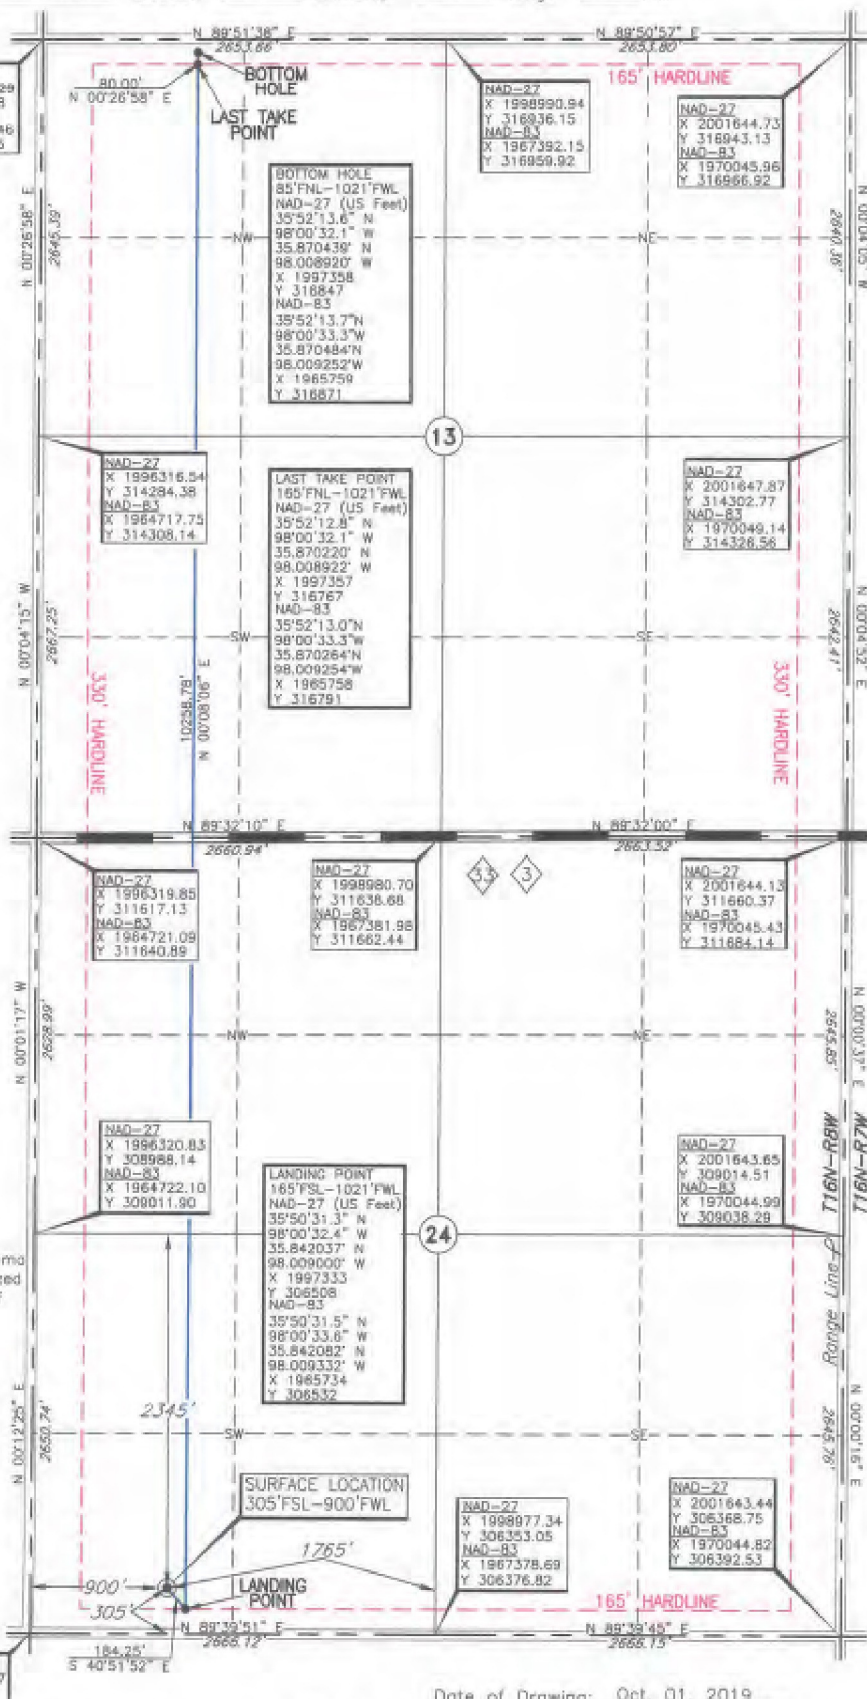 N 89°51'38" E
2653.66'
N 89°50'57" E
2653.80'
80.00'
N 00°26'58" E
BOTTOM
HOLE
LAST TAKE
POINT
165' HARDLINE
NAD-27
X 1998990.94
Y 316936.15
NAD-83
X 1967392.15
Y 316959.92
NAD-27
X 2001644.73
Y 316943.13
NAD-83
X 1970045.96
Y 316966.92
N 00°26'58" E
2645.39'
NW
NE
2640.36'
N 00°04'05" W
BOTTOM HOLE
85'FNL-1021'FWL
NAD-27 (US Feet)
35°52'13.6" N
98°00'32.1" W
35.870439° N
98.008920° W
X 1997358
Y 316847
NAD-83
35°52'13.7"N
98°00'33.3"W
35.870484°N
98.009252°W
X 1965759
Y 316871
13
NAD-27
X 1996316.54
Y 314284.38
NAD-83
X 1964717.75
Y 314308.14
LAST TAKE POINT
165'FNL-1021'FWL
NAD-27 (US Feet)
35°52'12.8" N
98°00'32.1" W
35.870220° N
98.008922° W
X 1997357
Y 316767
NAD-83
35°52'13.0"N
98°00'33.3"W
35.870264°N
98.009254°W
X 1965758
Y 316791
NAD-27
X 2001647.87
Y 314302.77
NAD-83
X 1970049.14
Y 314326.56
N 00°04'15" W
2667.25'
SW
SE
2642.41'
N 00°04'52" E
330' HARDLINE
10258.78'
N 00°08'06" E
330' HARDLINE
N 89°32'10" E
2660.94'
N 89°32'00" E
2663.52'
NAD-27
X 1996319.85
Y 311617.13
NAD-83
X 1964721.09
Y 311640.89
NAD-27
X 1998980.70
Y 311638.68
NAD-83
X 1967381.98
Y 311662.44
33 3
NAD-27
X 2001644.13
Y 311660.37
NAD-83
X 1970045.43
Y 311684.14
N 00°01'17" W
2628.99'
NW
NE
2645.85'
N 00°00'37" E
NAD-27
X 1996320.83
Y 308988.14
NAD-83
X 1964722.10
Y 309011.90
LANDING POINT
165'FSL-1021'FWL
NAD-27 (US Feet)
35°50'31.3" N
98°00'32.4" W
35.842037° N
98.009000° W
X 1997333
Y 306508
NAD-83
35°50'31.5" N
98°00'33.6" W
35.842082° N
98.009332° W
X 1965734
Y 306532
24
NAD-27
X 2001643.65
Y 309014.51
NAD-83
X 1970044.99
Y 309038.29
T16N-R8W
T16N-R7W
Range Line
N 00°12'25" E
2650.74'
2345'
SW
SE
2645.76'
N 00°00'16" E
SURFACE LOCATION
305'FSL-900'FWL
NAD-27
X 1998977.34
Y 306353.05
NAD-83
X 1967378.69
Y 306376.82
NAD-27
X 2001643.44
Y 306368.75
NAD-83
X 1970044.82
Y 306392.53
1765'
900'
305'
LANDING
POINT
165' HARDLINE
N 89°39'51" E
2666.12'
N 89°39'45" E
2666.15'
184.25'
S 40°51'52" E
Date of Drawing: Oct. 01, 2019